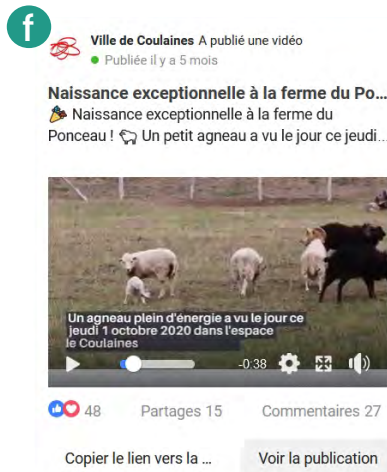 f
Ville de Coulaines A publié une vidéo
Publiée il y a 5 mois
Naissance exceptionnelle à la ferme du Po...
Naissance exceptionnelle à la ferme du
Ponceau ! Un petit agneau a vu le jour ce jeudi...
Un agneau plein d'énergie a vu le jour ce
jeudi 1 octobre 2020 dans l'espace
le Coulaines
-0:38
48 Partages 15 Commentaires 27
Copier le lien vers la ... Voir la publication